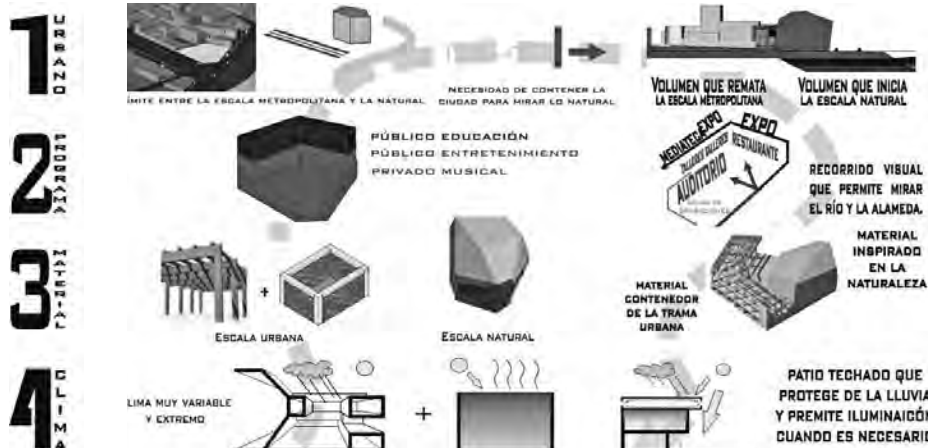 1
URBANO
ÍMITE ENTRE LA ESCALA METROPOLITANA Y LA NATURAL
NECESIDAD DE CONTENER LA
CIUDAD PARA MIRAR LO NATURAL
VOLUMEN QUE REMATA
LA ESCALA METROPOLITANA
VOLUMEN QUE INICIA
LA ESCALA NATURAL
2
PROGRAMA
PÚBLICO EDUCACIÓN
PÚBLICO ENTRETENIMIENTO
PRIVADO MUSICAL
MEDIATECA EXPO
EXPO
TALLERES TALLERES RESTAURANTE
AUDITORIO
RECORRIDO VISUAL
QUE PERMITE MIRAR
EL RÍO Y LA ALAMEDA.
3
MATERIAL
+
ESCALA URBANA
ESCALA NATURAL
MATERIAL
CONTENEDOR
DE LA TRAMA
URBANA
MATERIAL
INSPIRADO
EN LA
NATURALEZA
4
CLIMA
LIMA MUY VARIABLE
Y EXTREMO
+
PATIO TECHADO QUE
PROTEGE DE LA LLUVIA
Y PREMITE ILUMINAICÓN
CUANDO ES NECESARIO